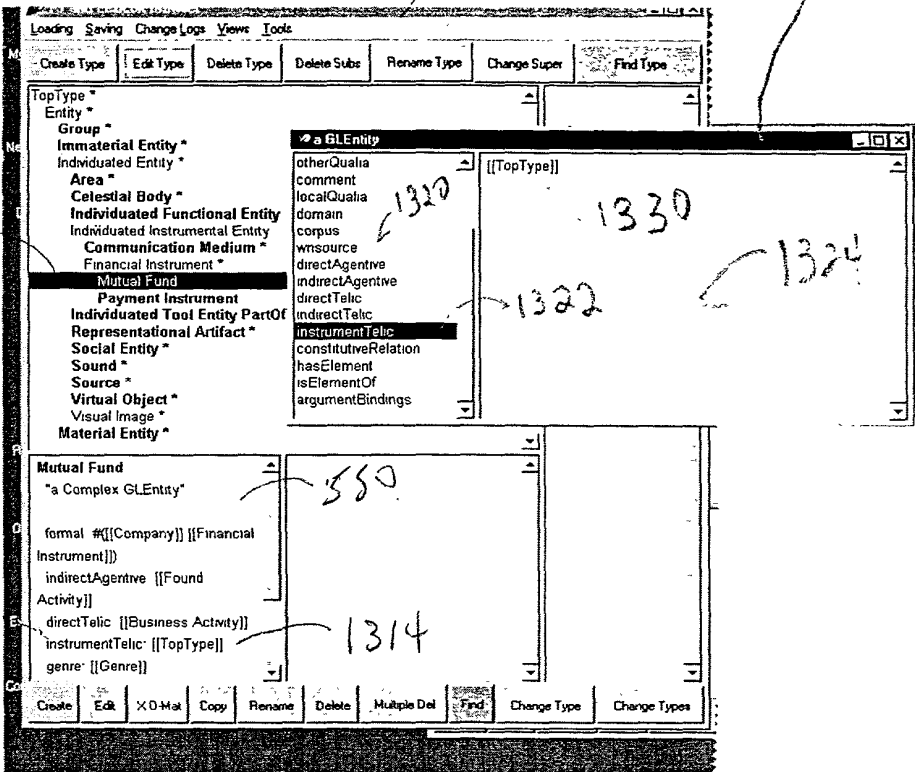 Loading Saving Change Logs Views Tools
Create Type Edit Type Delete Type Delete Subs Rename Type Change Super Find Type
TopType *
Entity *
Group *
Immaterial Entity *
Individuated Entity *
Area *
Celestial Body *
Individuated Functional Entity
Individuated Instrumental Entity
Communication Medium *
Financial Instrument *
Mutual Fund
Payment Instrument
Individuated Tool Entity PartOf
Representational Artifact *
Social Entity *
Sound *
Source *
Virtual Object *
Visual Image *
Material Entity *
a GLEntity
otherQualia
comment
localQualia
domain
corpus
wnsource
directAgentive
indirectAgentive
directTelic
indirectTelic
instrumentTelic
constitutiveRelation
hasElement
isElementOf
argumentBindings
1320
1322
[[TopType]]
1330
1324
Mutual Fund
"a Complex GLEntity"
formal #([[Company]] [[Financial
Instrument]])
indirectAgentive [[Found
Activity]]
directTelic [[Business Activity]]
instrumentTelic [[TopType]]
genre [[Genre]]
550
1314
Create Edit X O-Mat Copy Rename Delete Multiple Del Find Change Type Change Types